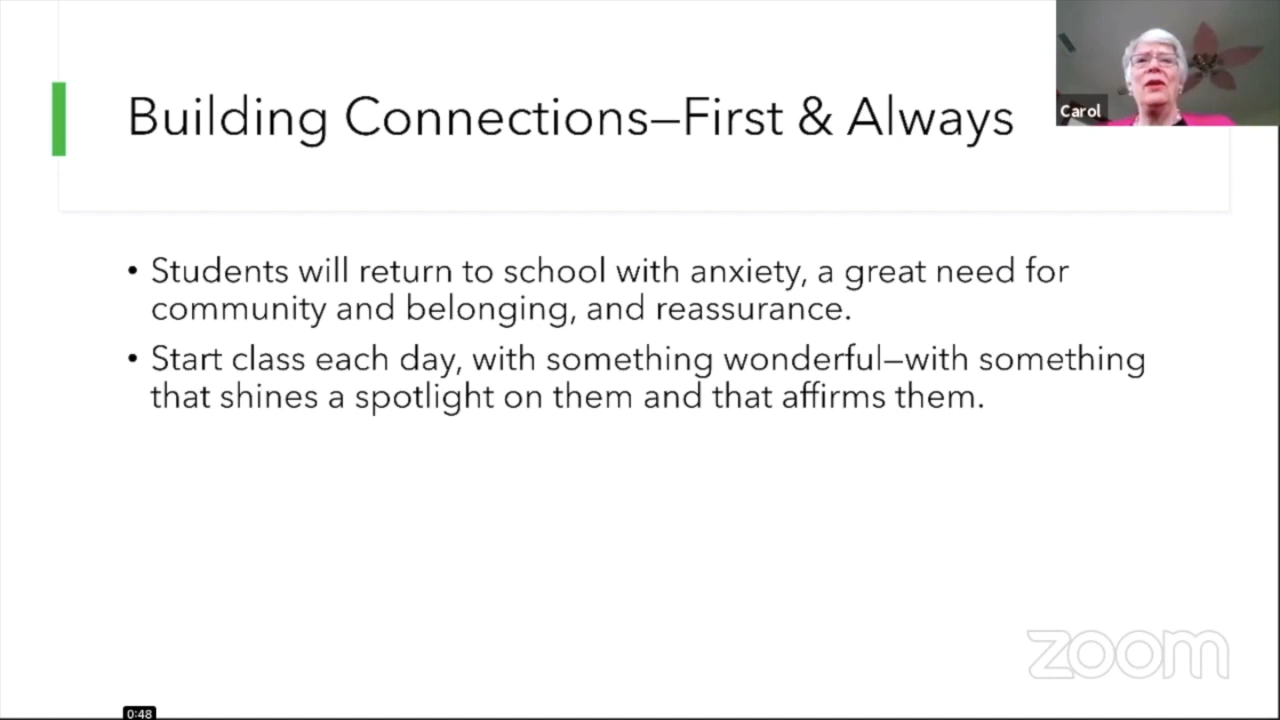 Building Connections—First & Always
Carol
• Students will return to school with anxiety, a great need for
community and belonging, and reassurance.
• Start class each day, with something wonderful—with something
that shines a spotlight on them and that affirms them.
zoom
0:48